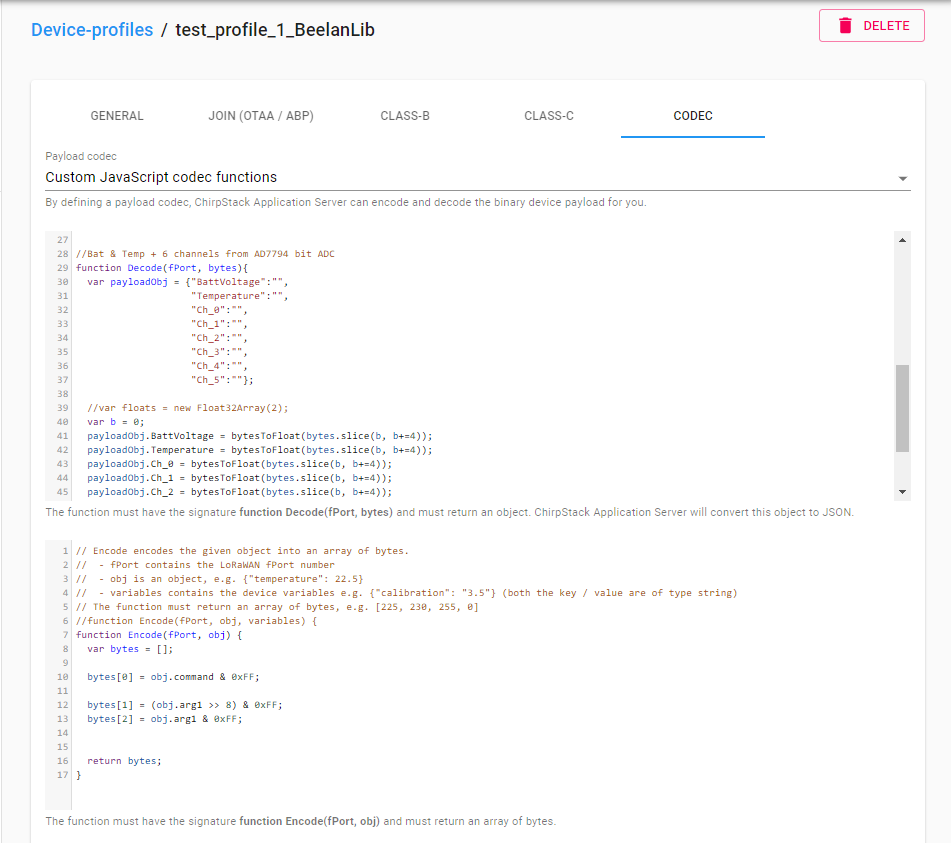 Device-profiles / test_profile_1_BeelanLib
DELETE
GENERAL JOIN (OTAA / ABP) CLASS-B CLASS-C CODEC
Payload codec
Custom JavaScript codec functions
By defining a payload codec, ChirpStack Application Server can encode and decode the binary device payload for you.
27
28 //Bat & Temp + 6 channels from AD7794 bit ADC
29 function Decode(fPort, bytes){
30   var payloadObj = {"BattVoltage":"",
31                     "Temperature":"",
32                     "Ch_0":"",
33                     "Ch_1":"",
34                     "Ch_2":"",
35                     "Ch_3":"",
36                     "Ch_4":"",
37                     "Ch_5":""};
38
39   //var floats = new Float32Array(2);
40   var b = 0;
41   payloadObj.BattVoltage = bytesToFloat(bytes.slice(b, b+=4));
42   payloadObj.Temperature = bytesToFloat(bytes.slice(b, b+=4));
43   payloadObj.Ch_0 = bytesToFloat(bytes.slice(b, b+=4));
44   payloadObj.Ch_1 = bytesToFloat(bytes.slice(b, b+=4));
45   payloadObj.Ch_2 = bytesToFloat(bytes.slice(b, b+=4));
The function must have the signature function Decode(fPort, bytes) and must return an object. ChirpStack Application Server will convert this object to JSON.
1 // Encode encodes the given object into an array of bytes.
2 //  - fPort contains the LoRaWAN fPort number
3 //  - obj is an object, e.g. {"temperature": 22.5}
4 //  - variables contains the device variables e.g. {"calibration": "3.5"} (both the key / value are of type string)
5 // The function must return an array of bytes, e.g. [225, 230, 255, 0]
6 //function Encode(fPort, obj, variables) {
7 function Encode(fPort, obj) {
8   var bytes = [];
9
10   bytes[0] = obj.command & 0xFF;
11
12   bytes[1] = (obj.arg1 >> 8) & 0xFF;
13   bytes[2] = obj.arg1 & 0xFF;
14
15
16   return bytes;
17 }
The function must have the signature function Encode(fPort, obj) and must return an array of bytes.